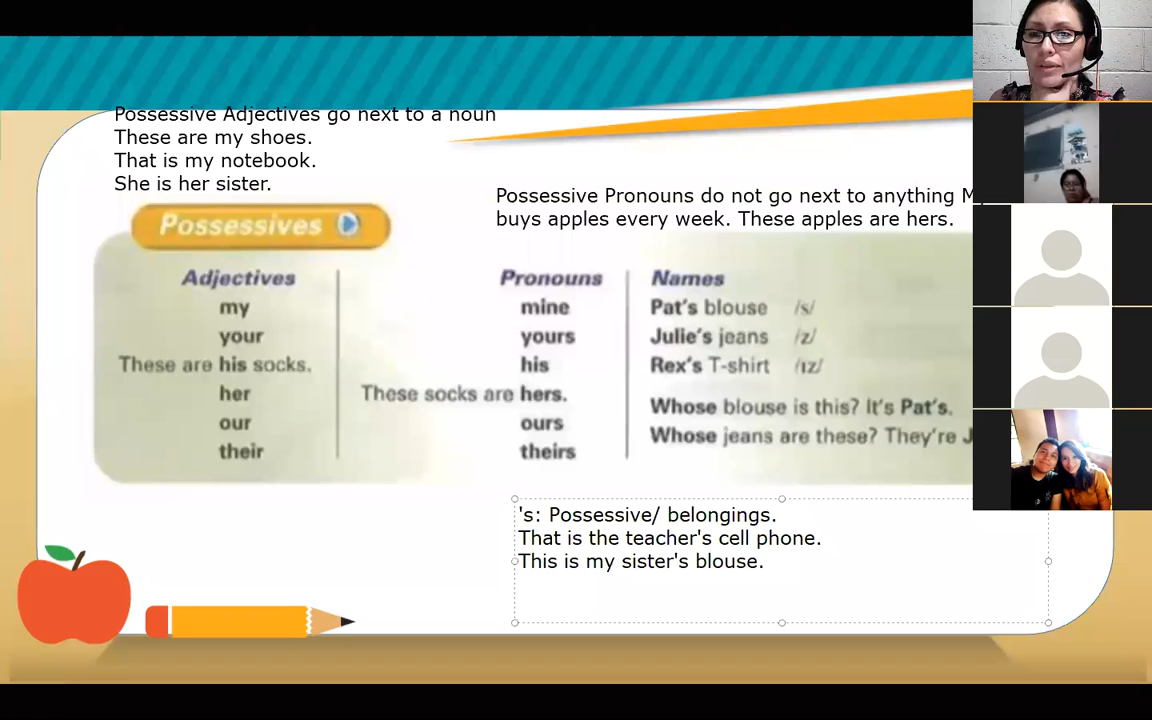 Possessive Adjectives go next to a noun
These are my shoes.
That is my notebook.
She is her sister.
Possessive Pronouns do not go next to anything
buys apples every week. These apples are hers.
Possessives
Adjectives
my
your
These are his socks.
her
our
their
Pronouns
mine
yours
his
These socks are hers.
ours
theirs
Names
Pat's blouse /s/
Julie's jeans /z/
Rex's T-shirt /ɪz/
Whose blouse is this? It's Pat's.
Whose jeans are these? They're J
's: Possessive/ belongings.
That is the teacher's cell phone.
This is my sister's blouse.